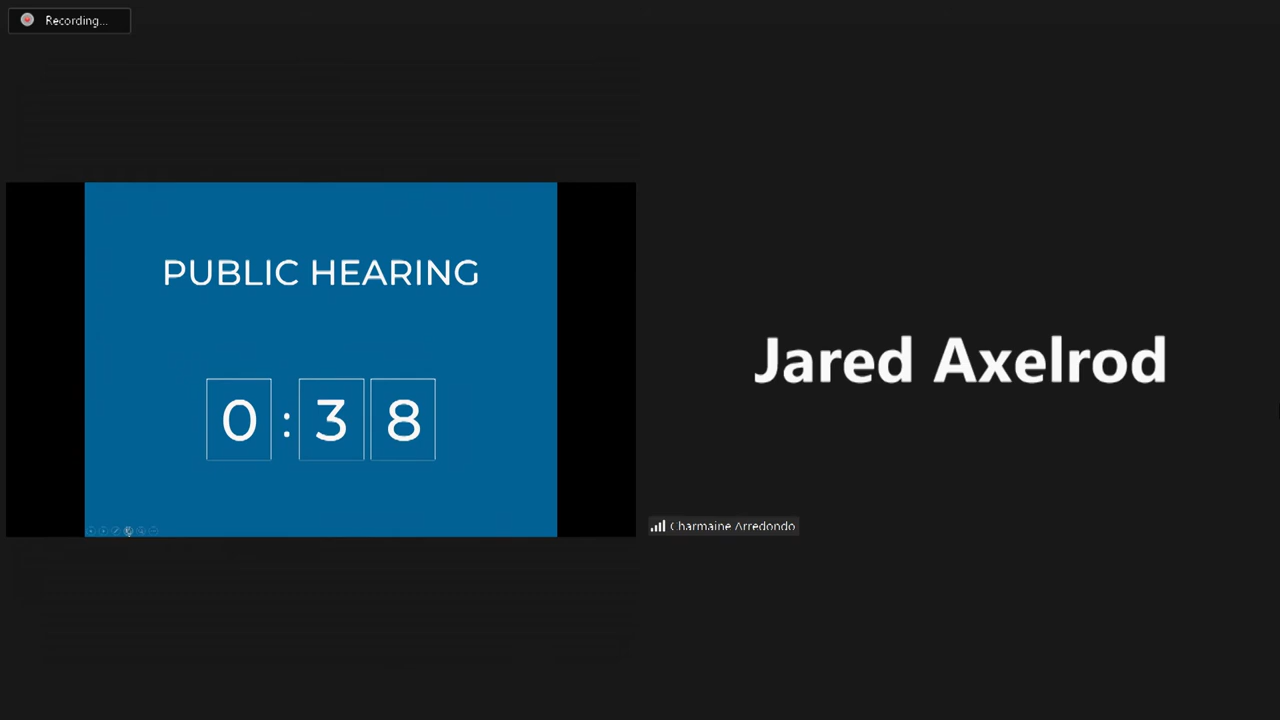 Recording...
PUBLIC HEARING
0:38
Jared Axelrod
Charmaine Arredondo